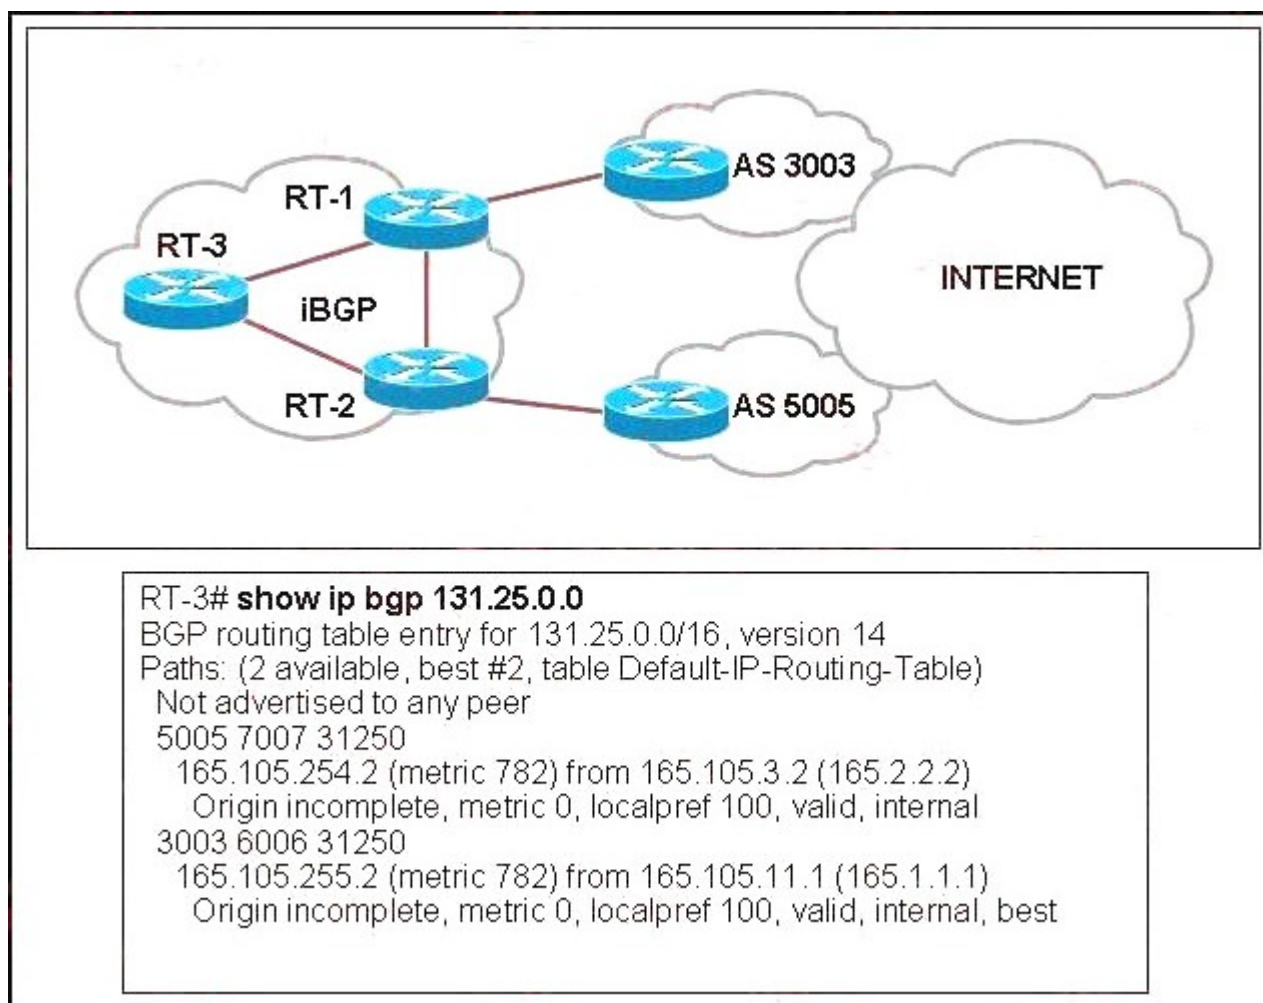 AS 3003
RT-1
RT-3
INTERNET
iBGP
RT-2
AS 5005
RT-3# show ip bgp 131.25.0.0
BGP routing table entry for 131.25.0.0/16, version 14
Paths: (2 available, best #2, table Default-IP-Routing-Table)
Not advertised to any peer
5005 7007 31250
165.105.254.2 (metric 782) from 165.105.3.2 (165.2.2.2)
Origin incomplete, metric 0, localpref 100, valid, internal
3003 6006 31250
165.105.255.2 (metric 782) from 165.105.11.1 (165.1.1.1)
Origin incomplete, metric 0, localpref 100, valid, internal, best